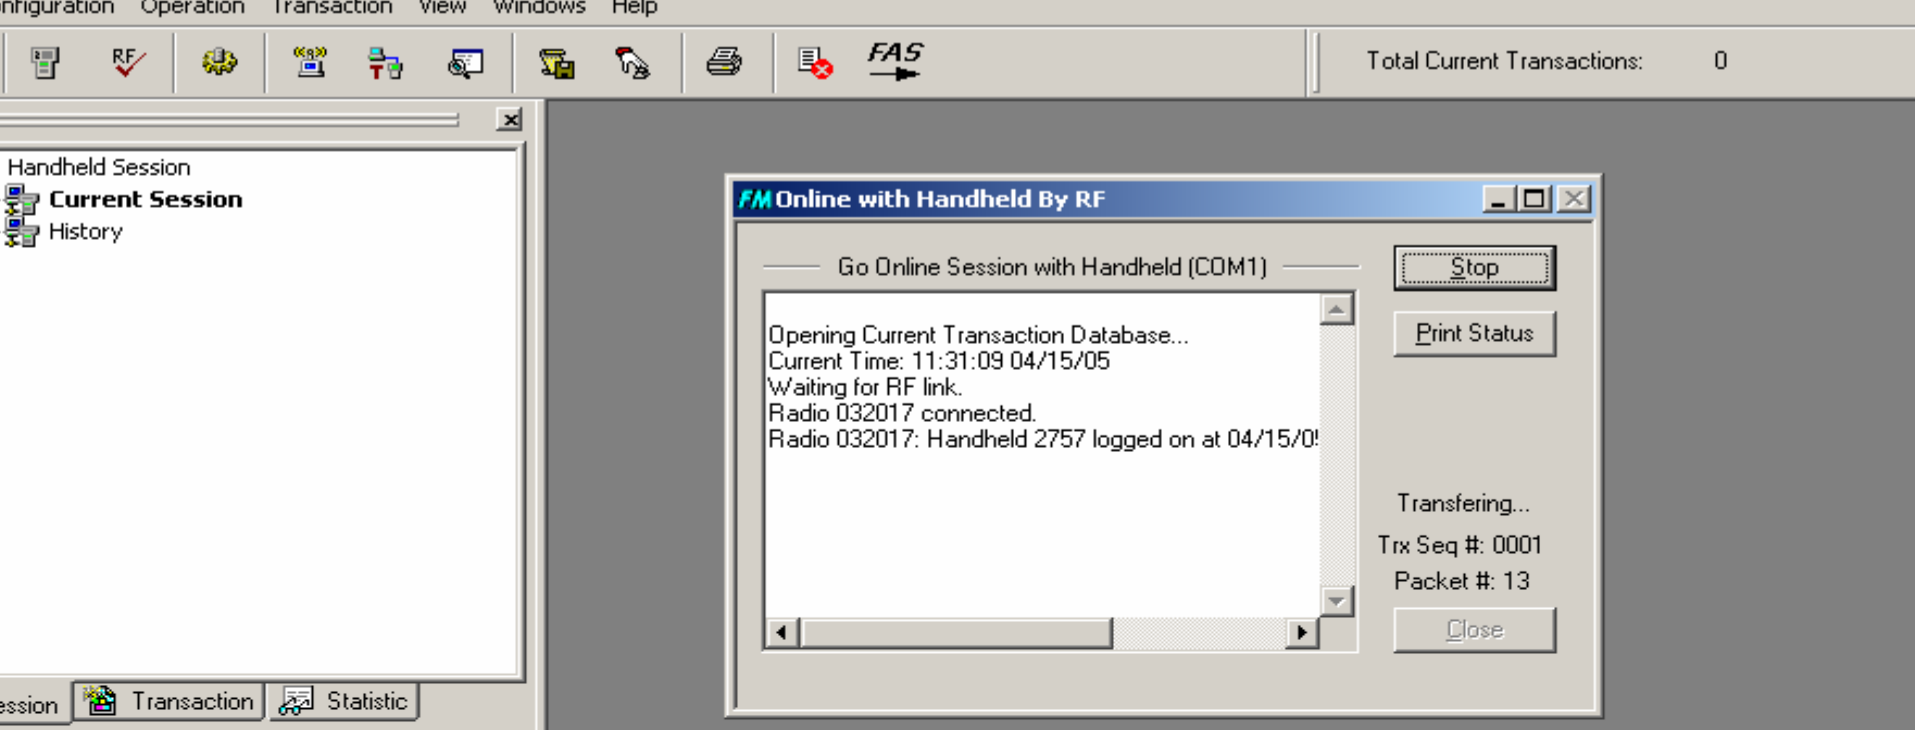 Configuration Operation Transaction View Windows Help
RF FAS Total Current Transactions: 0
Handheld Session
Current Session
History
FM Online with Handheld By RF
Go Online Session with Handheld (COM1)
Stop
Print Status
Opening Current Transaction Database...
Current Time: 11:31:09 04/15/05
Waiting for RF link.
Radio 032017 connected.
Radio 032017: Handheld 2757 logged on at 04/15/0
Transfering...
Trx Seq #: 0001
Packet #: 13
Close
ession Transaction Statistic